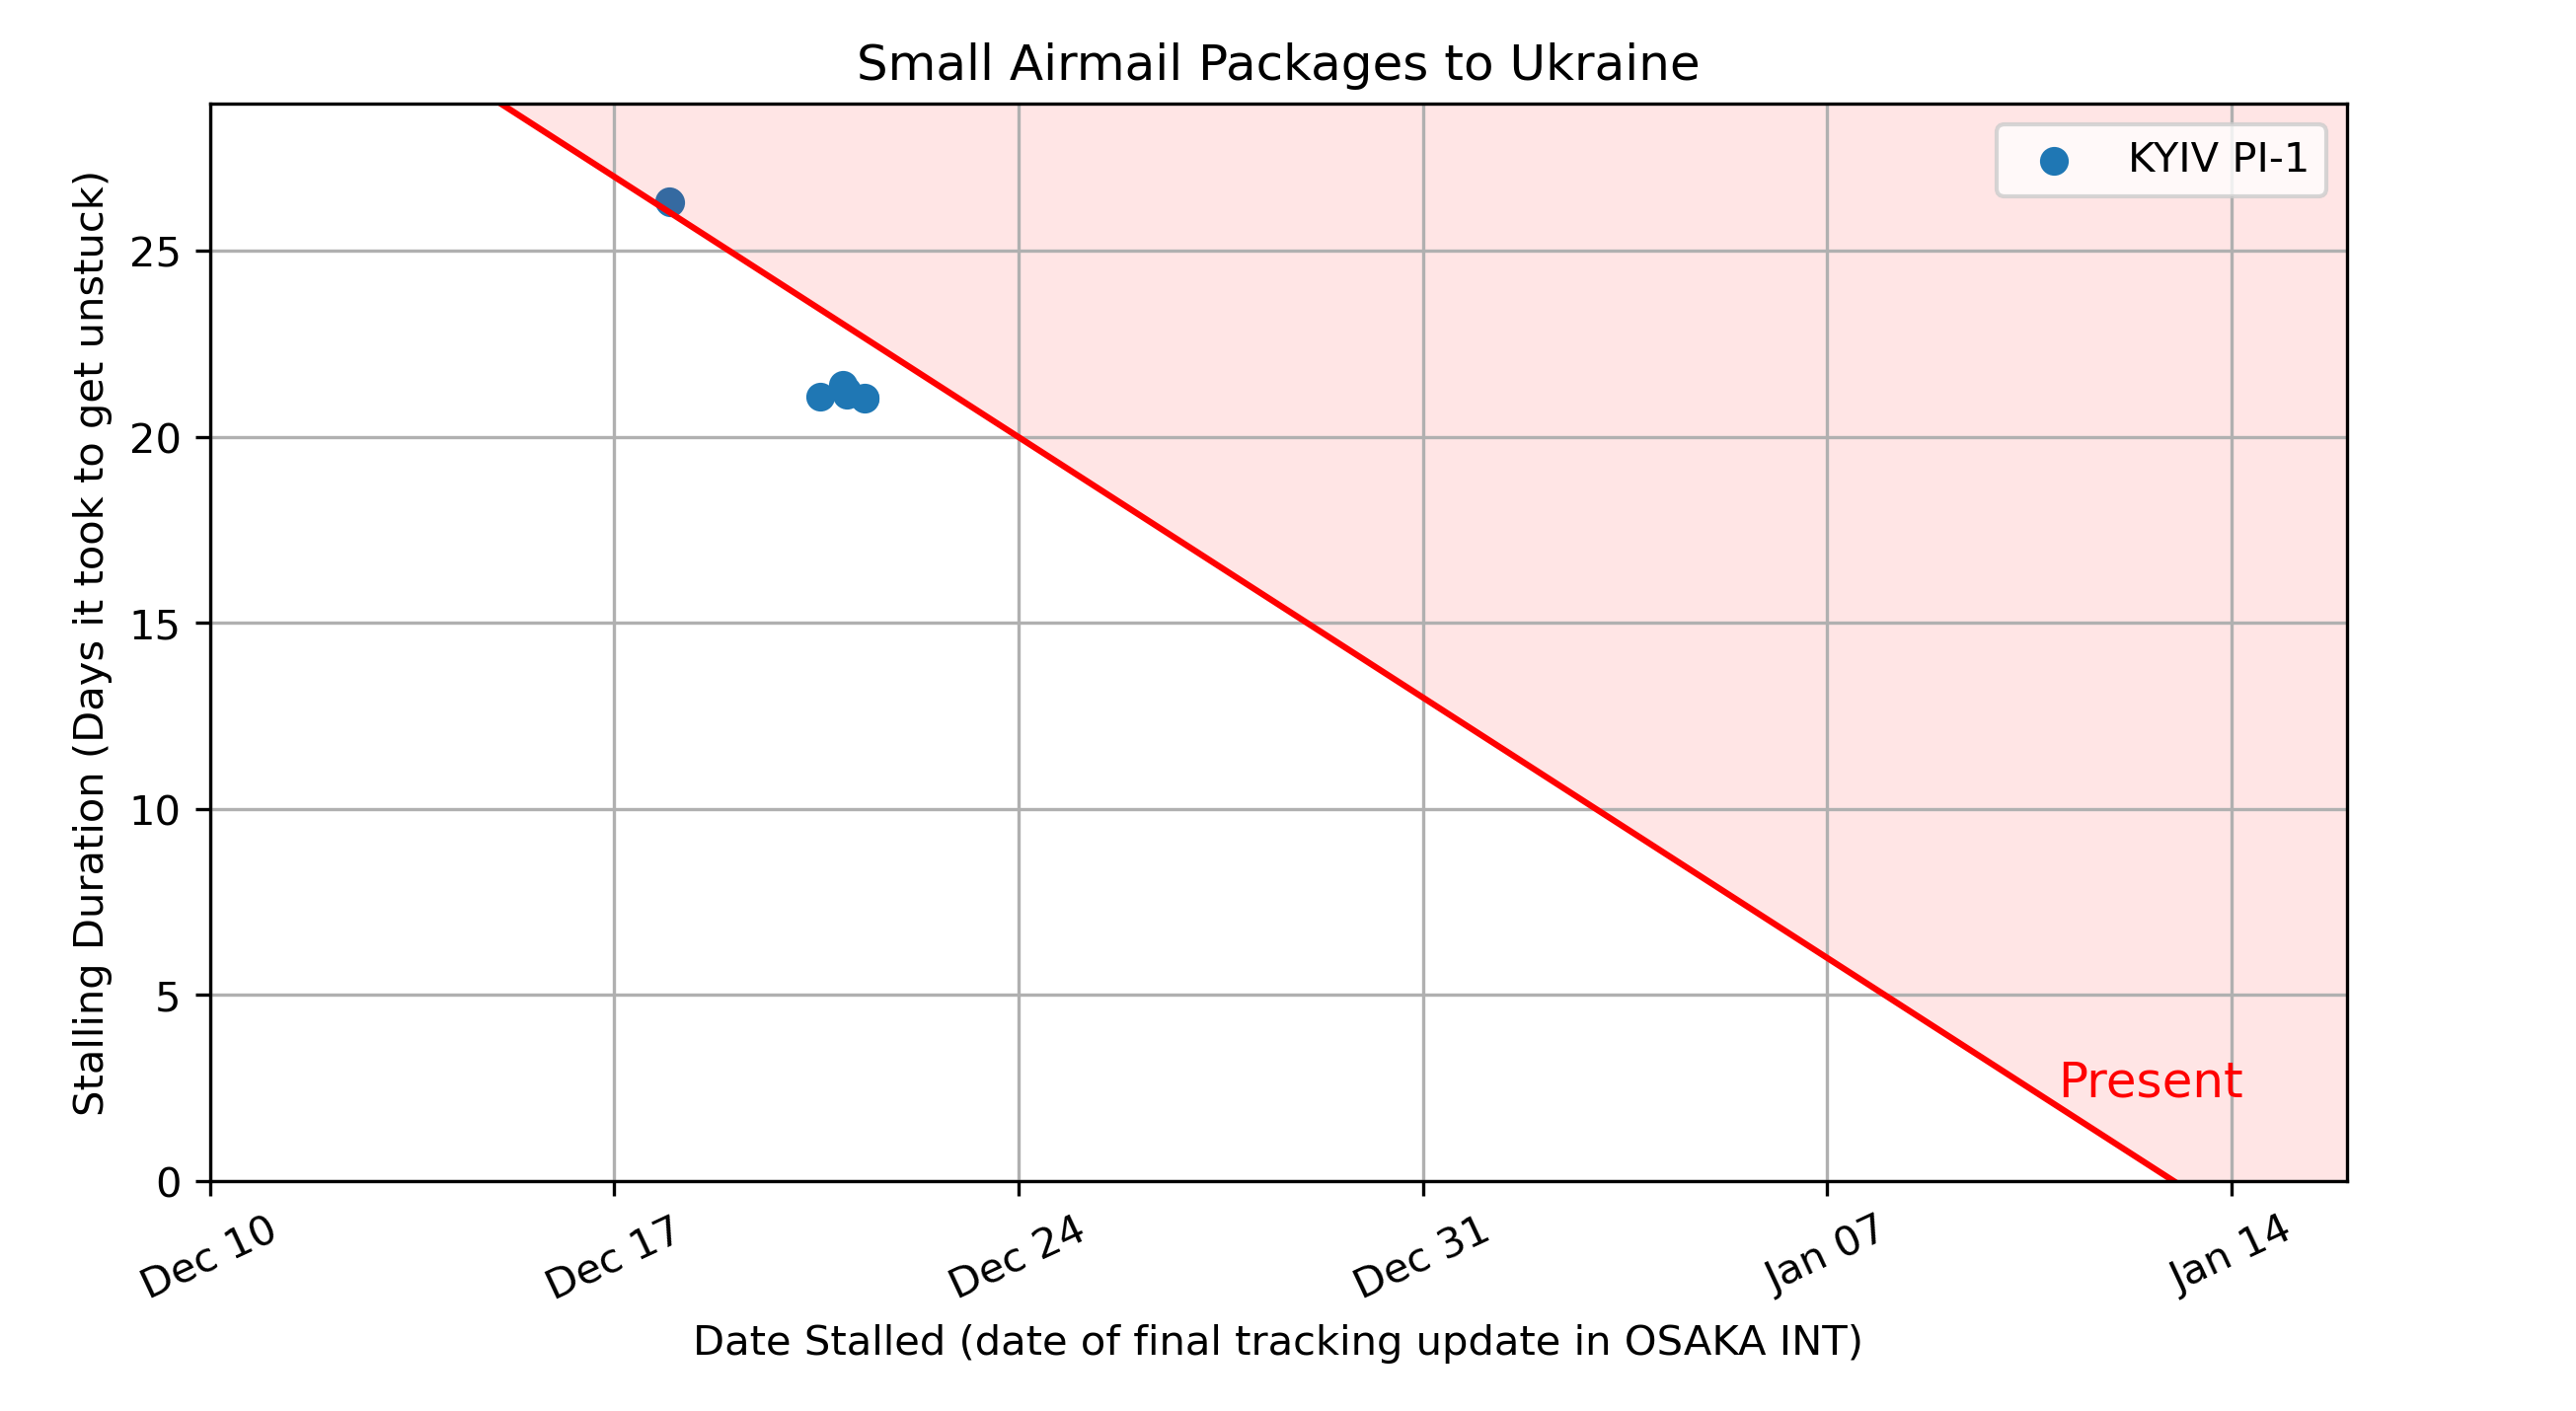 Small Airmail Packages to Ukraine
KYIV PI-1
Stalling Duration (Days it took to get unstuck)
25
20
15
10
5
0
Present
Dec 10
Dec 17
Dec 24
Dec 31
Jan 07
Jan 14
Date Stalled (date of final tracking update in OSAKA INT)